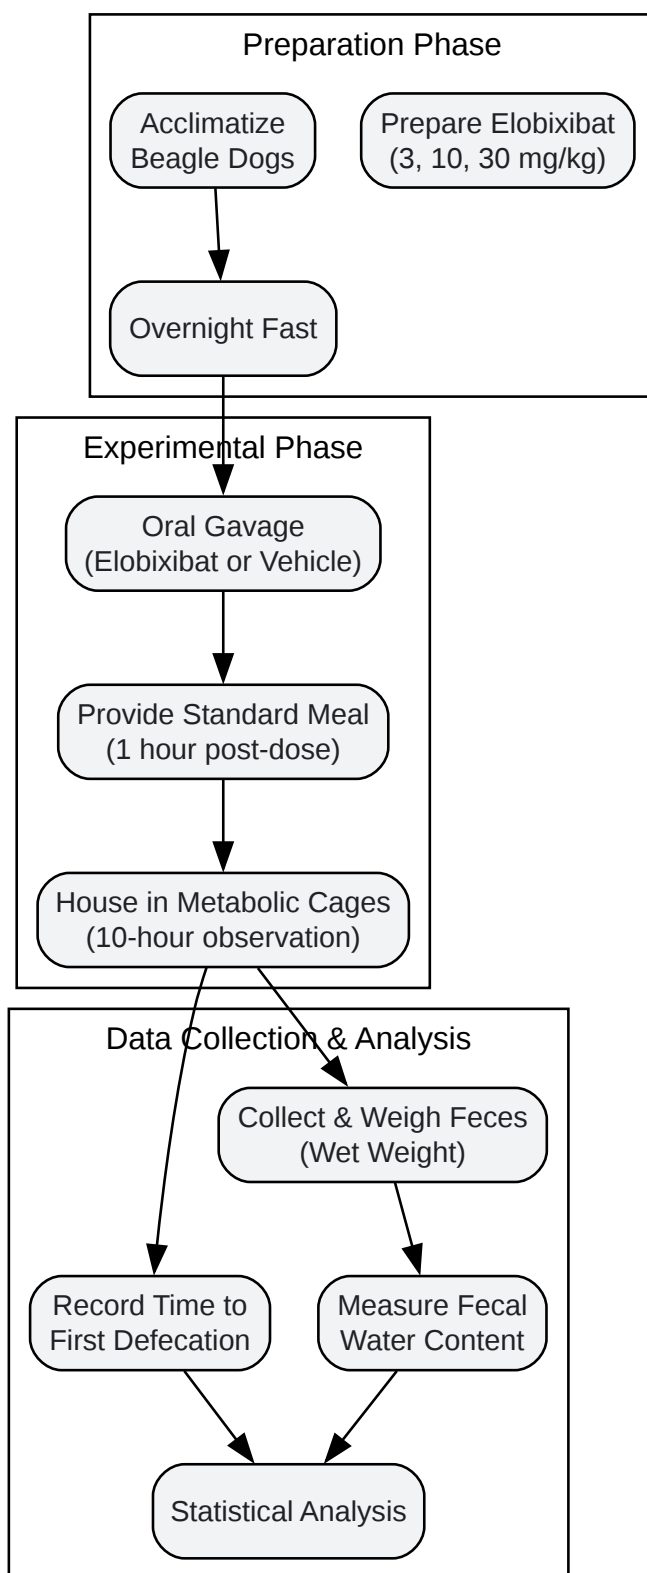 Preparation Phase
Acclimatize
Beagle Dogs
Prepare Elobixibat
(3, 10, 30 mg/kg)
Overnight Fast
Experimental Phase
Oral Gavage
(Elobixibat or Vehicle)
Provide Standard Meal
(1 hour post-dose)
House in Metabolic Cages
(10-hour observation)
Data Collection & Analysis
Collect & Weigh Feces
(Wet Weight)
Record Time to
First Defecation
Measure Fecal
Water Content
Statistical Analysis